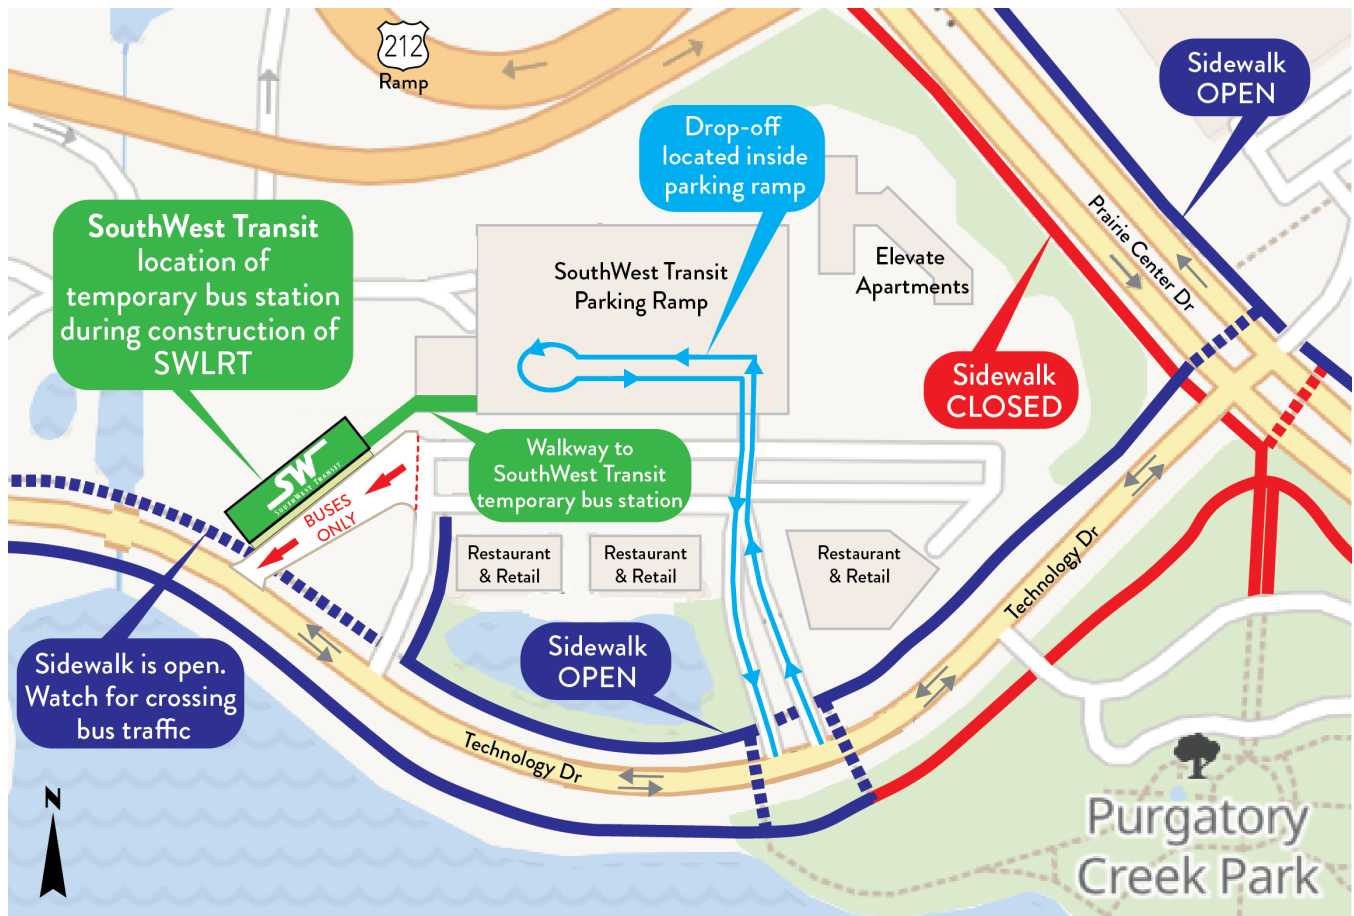 212
Ramp
Sidewalk
OPEN
Drop-off
located inside
parking ramp
SouthWest Transit
location of
temporary bus station
during construction of
SWLRT
SouthWest Transit
Parking Ramp
Elevate
Apartments
Prairie Center Dr
Sidewalk
CLOSED
Walkway to
SouthWest Transit
temporary bus station
SW
SOUTHWEST TRANSIT
BUSES
ONLY
Restaurant
& Retail
Restaurant
& Retail
Restaurant
& Retail
Technology Dr
Sidewalk
OPEN
Sidewalk is open.
Watch for crossing
bus traffic
Technology Dr
N
Purgatory
Creek Park